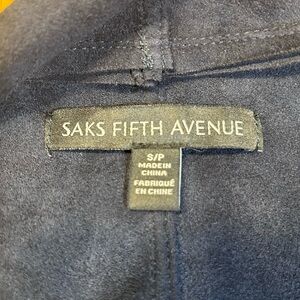 SAKS FIFTH AVENUE
S/P
MADE IN
CHINA
FABRIQUÉ
EN CHINE